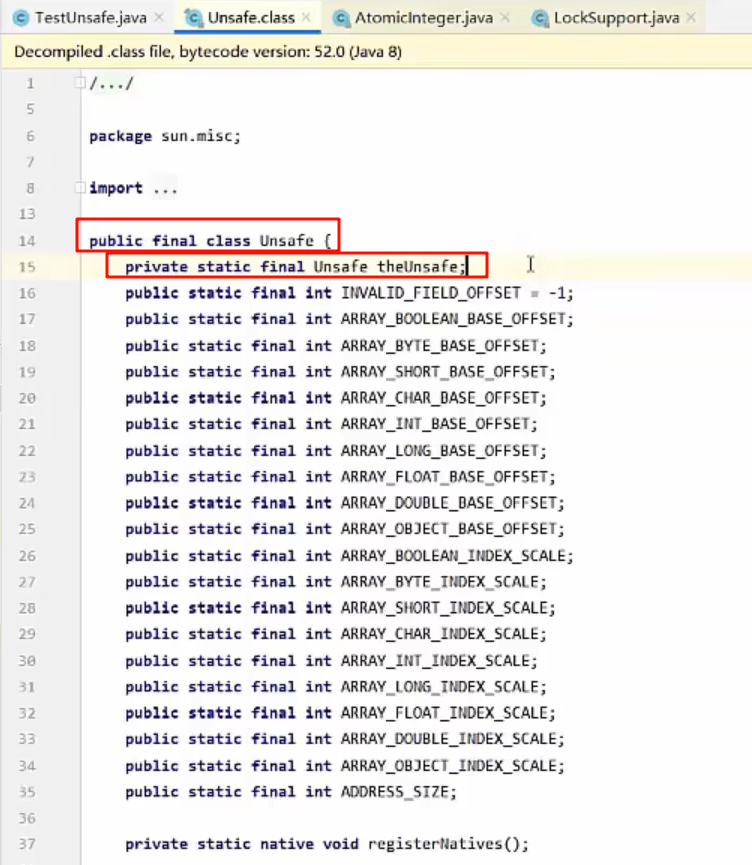 TestUnsafe.java × Unsafe.class × AtomicInteger.java × LockSupport.java ×
Decompiled .class file, bytecode version: 52.0 (Java 8)
1 /.../
5
6 package sun.misc;
7
8 import ...
13
14 public final class Unsafe {
15 private static final Unsafe theUnsafe;
16 public static final int INVALID_FIELD_OFFSET = -1;
17 public static final int ARRAY_BOOLEAN_BASE_OFFSET;
18 public static final int ARRAY_BYTE_BASE_OFFSET;
19 public static final int ARRAY_SHORT_BASE_OFFSET;
20 public static final int ARRAY_CHAR_BASE_OFFSET;
21 public static final int ARRAY_INT_BASE_OFFSET;
22 public static final int ARRAY_LONG_BASE_OFFSET;
23 public static final int ARRAY_FLOAT_BASE_OFFSET;
24 public static final int ARRAY_DOUBLE_BASE_OFFSET;
25 public static final int ARRAY_OBJECT_BASE_OFFSET;
26 public static final int ARRAY_BOOLEAN_INDEX_SCALE;
27 public static final int ARRAY_BYTE_INDEX_SCALE;
28 public static final int ARRAY_SHORT_INDEX_SCALE;
29 public static final int ARRAY_CHAR_INDEX_SCALE;
30 public static final int ARRAY_INT_INDEX_SCALE;
31 public static final int ARRAY_LONG_INDEX_SCALE;
32 public static final int ARRAY_FLOAT_INDEX_SCALE;
33 public static final int ARRAY_DOUBLE_INDEX_SCALE;
34 public static final int ARRAY_OBJECT_INDEX_SCALE;
35 public static final int ADDRESS_SIZE;
36
37 private static native void registerNatives();